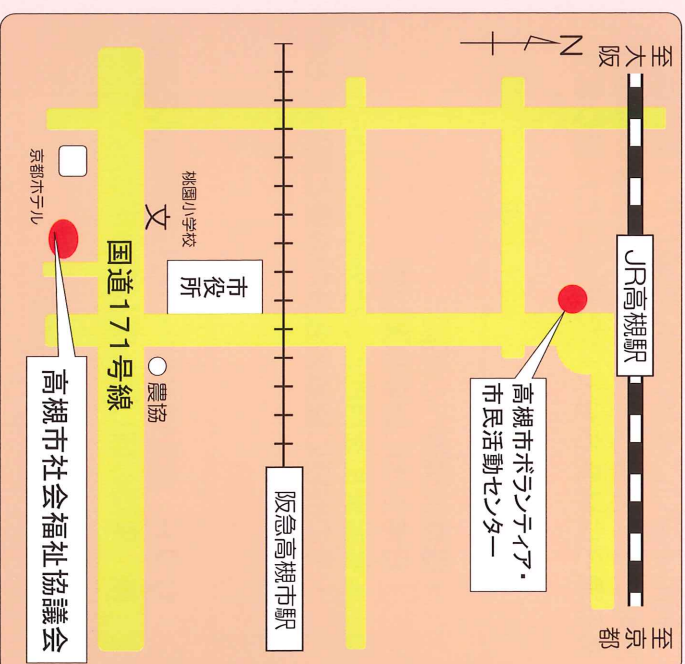 至大阪
N
JR高槻駅
至京都
高槻市ボランティア・
市民活動センター
阪急高槻市駅
市役所
桃園小学校
文
農協
国道171号線
京都ホテル
高槻市社会福祉協議会